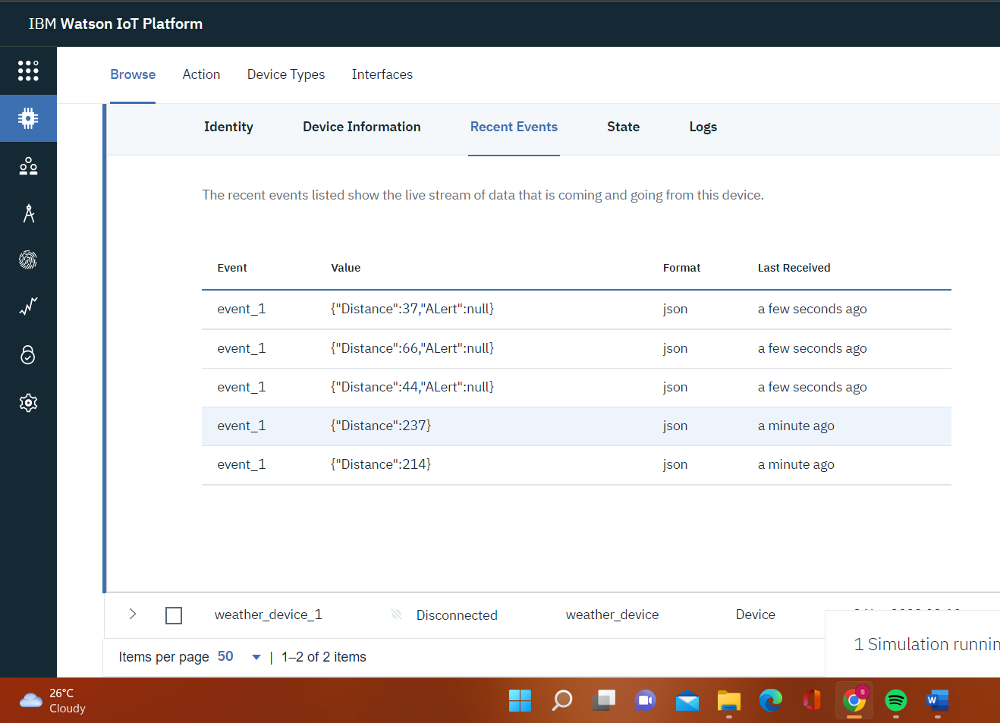 IBM Watson IoT Platform
Browse Action Device Types Interfaces
Identity Device Information Recent Events State Logs
The recent events listed show the live stream of data that is coming and going from this device.
Event Value Format Last Received
event_1 {"Distance":37,"ALert":null} json a few seconds ago
event_1 {"Distance":66,"ALert":null} json a few seconds ago
event_1 {"Distance":44,"ALert":null} json a few seconds ago
event_1 {"Distance":237} json a minute ago
event_1 {"Distance":214} json a minute ago
weather_device_1 Disconnected weather_device Device
1 Simulation runnin
Items per page 50 | 1–2 of 2 items
26°C
Cloudy
S
W